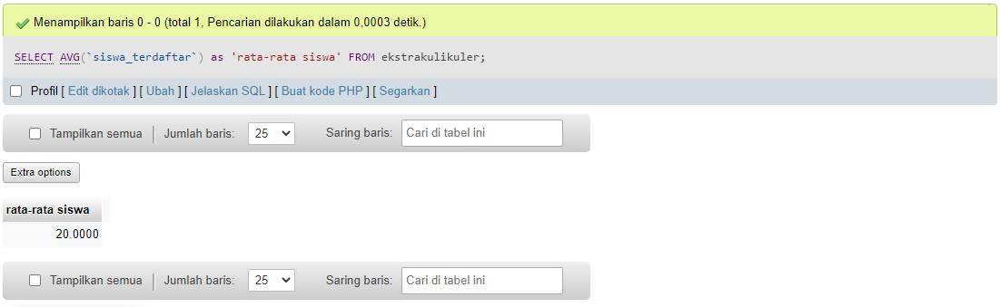 Menampilkan baris 0 - 0 (total 1, Pencarian dilakukan dalam 0,0003 detik.)
SELECT AVG(`siswa_terdaftar`) as 'rata-rata siswa' FROM ekstrakulikuler;
Profil [ Edit dikotak ] [ Ubah ] [ Jelaskan SQL ] [ Buat kode PHP ] [ Segarkan ]
Tampilkan semua Jumlah baris: 25 Saring baris: Cari di tabel ini
Extra options
rata-rata siswa
20.0000
Tampilkan semua Jumlah baris: 25 Saring baris: Cari di tabel ini